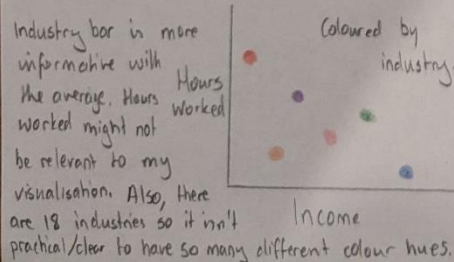 Industry bar is more
informative with
the average. Hours
worked might not
be relevant to my
visualisation. Also, there
are 18 industries so it isn't
practical/clear to have so many different colour hues.
Hours
Worked
Coloured by
industry
Income